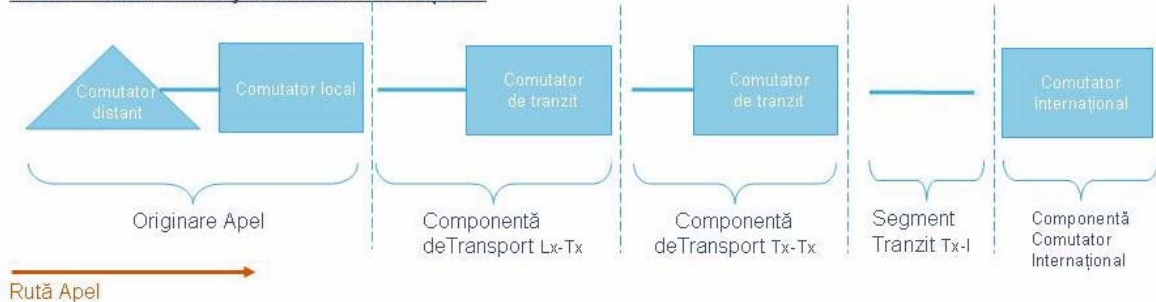 Comutator
distant
Comutator local
Comutator
de tranzit
Comutator
de tranzit
Comutator
Internațional
Originare Apel
Componentă
deTransport Lx-Tx
Componentă
deTransport Tx-Tx
Segment
Tranzit Tx-I
Componentă
Comutator
Internațional
Rută Apel